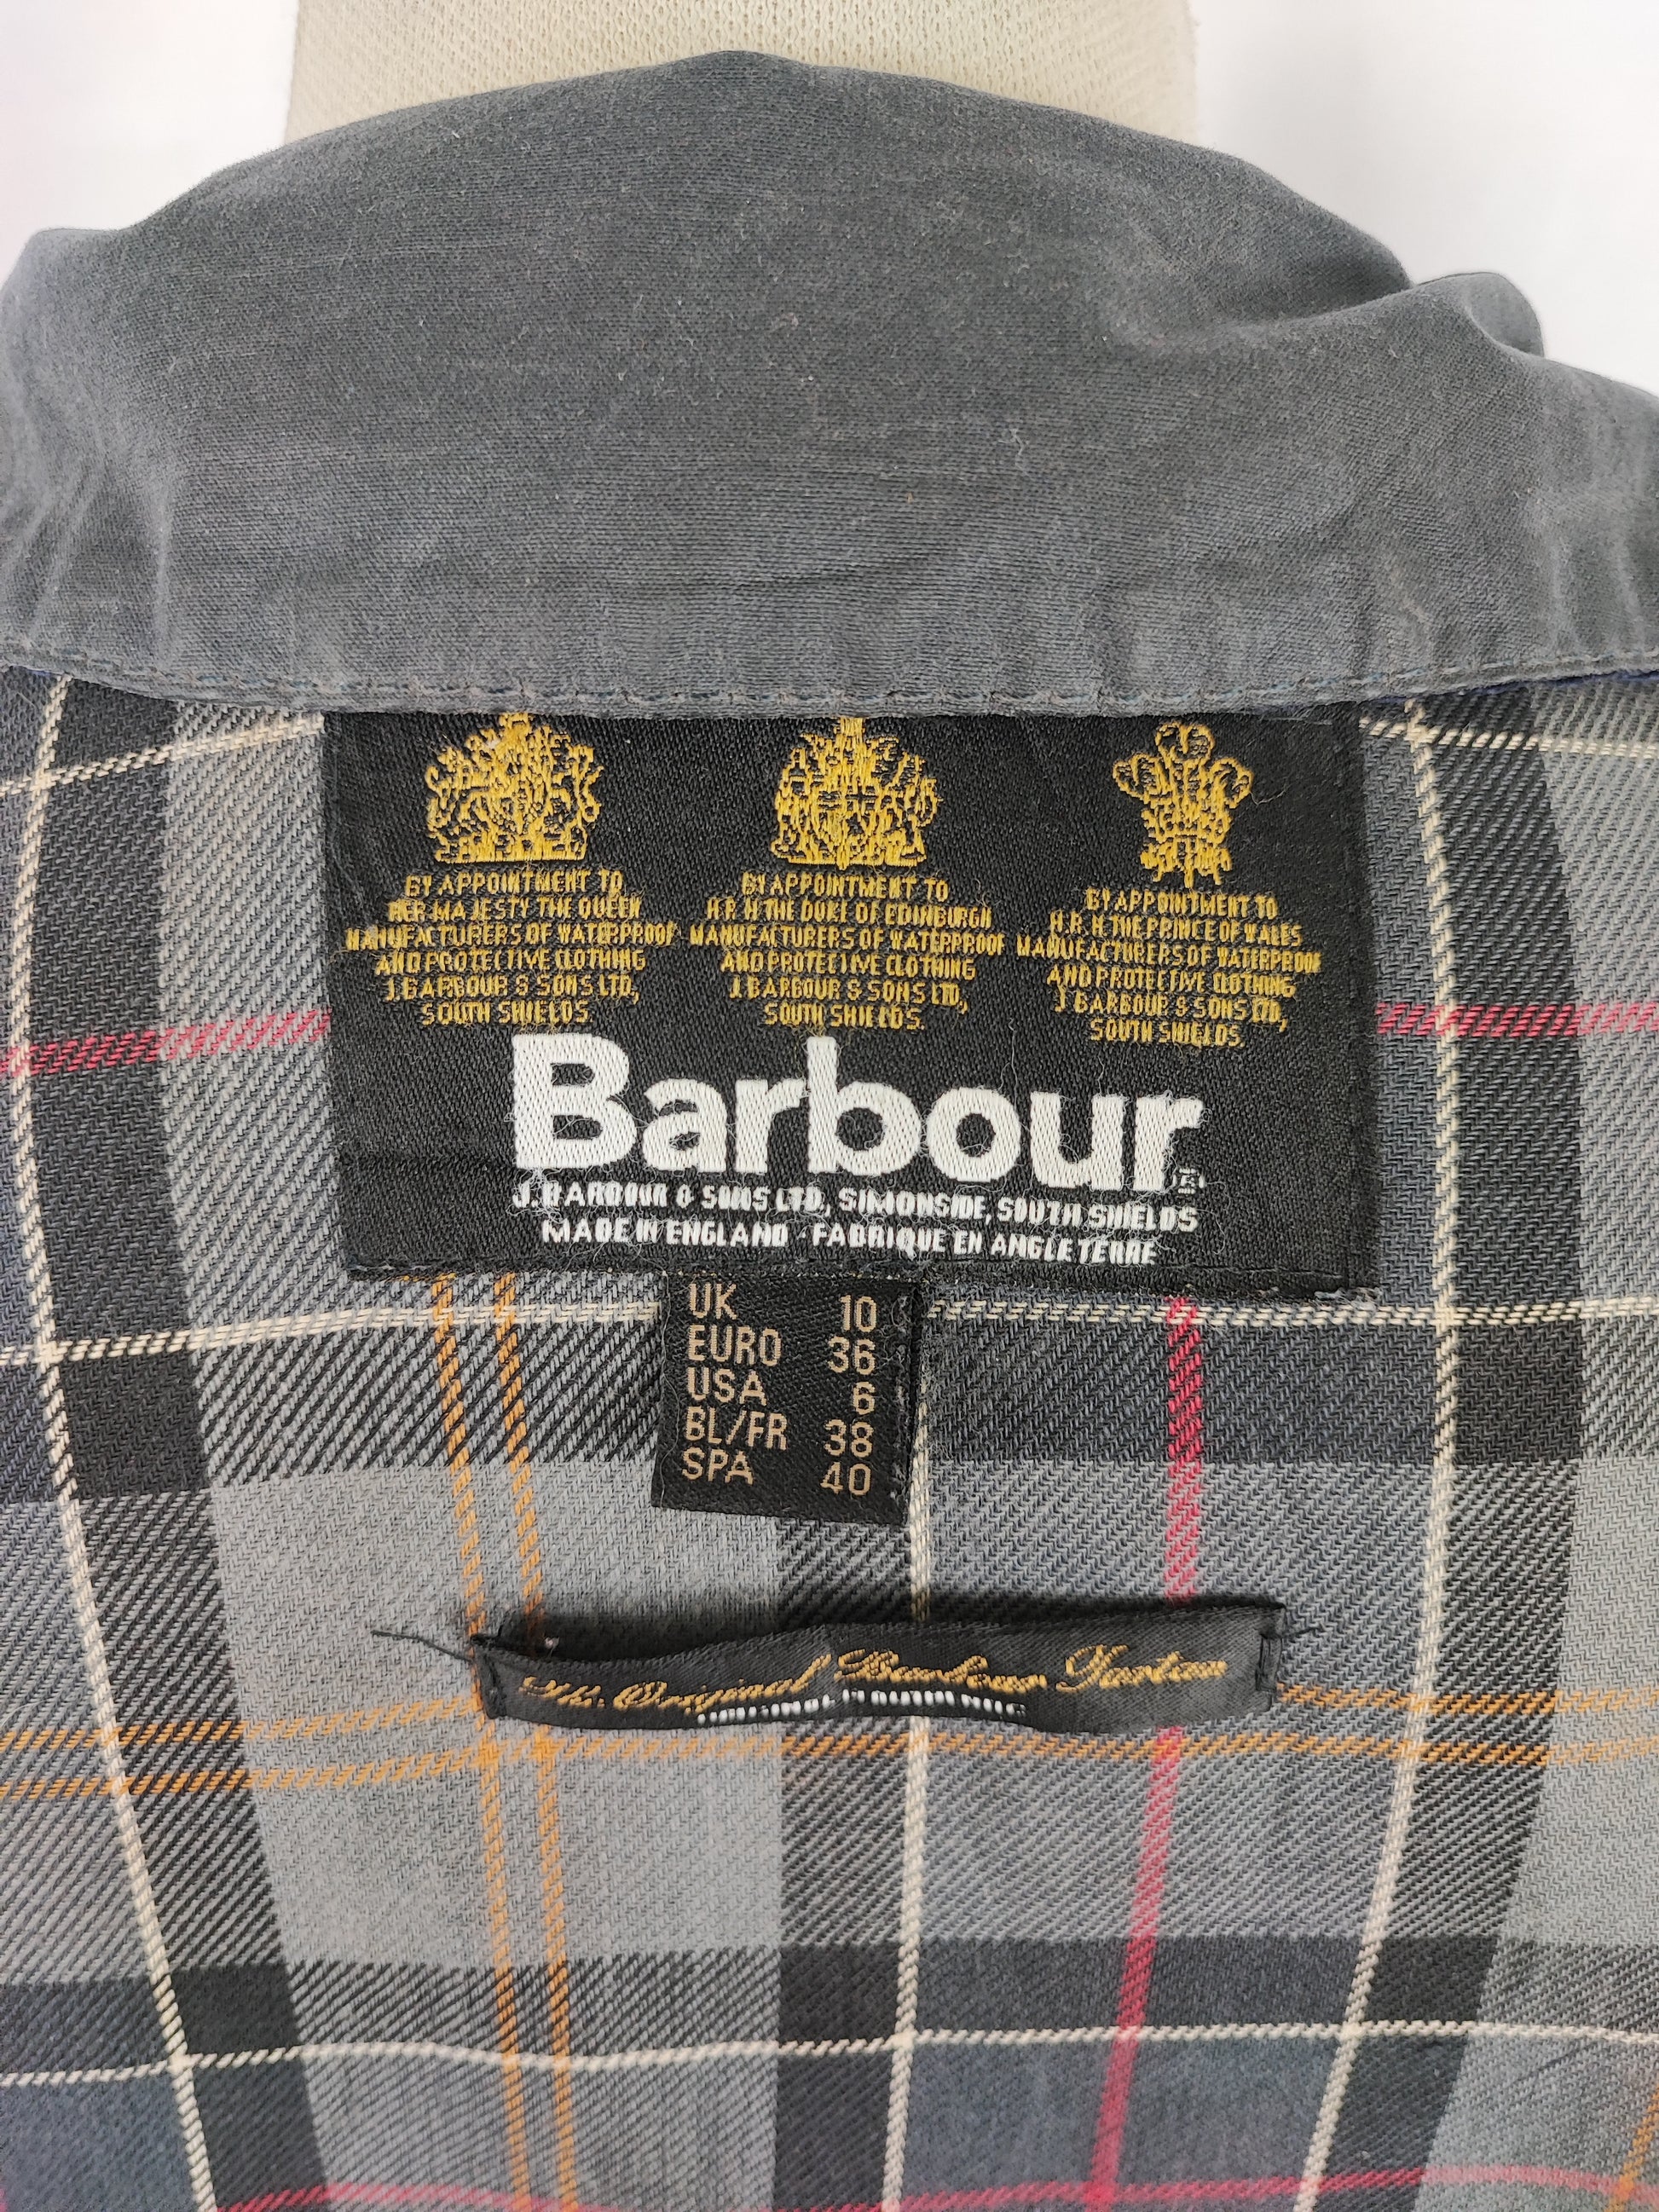 BY APPOINTMENT TO
HER MAJESTY THE QUEEN
MANUFACTURERS OF WATERPROOF
AND PROTECTIVE CLOTHING
J. BARBOUR & SONS LTD,
SOUTH SHIELDS.
BY APPOINTMENT TO
H.R.H THE DUKE OF EDINBURGH
MANUFACTURERS OF WATERPPROOF
AND PROTECTIVE CLOTHING
J. BARBOUR & SONS LTD,
SOUTH SHIELDS.
BY APPOINTMENT TO
H.R.H THE PRINCE OF WALES
MANUFACTURERS OF WATERPROOF
AND PROTECTIVE CLOTHING
J BARBOUR & SONS LTD,
SOUTH SHIELDS.
Barbour®
J. BARBOUR & SONS LTD, SIMONSIDE, SOUTH SHIELDS
MADE IN ENGLAND · FABRIQUE EN ANGLETERRE
UK 10
EURO 36
USA 6
BL/FR 38
SPA 40
The Original Barbour Tartan